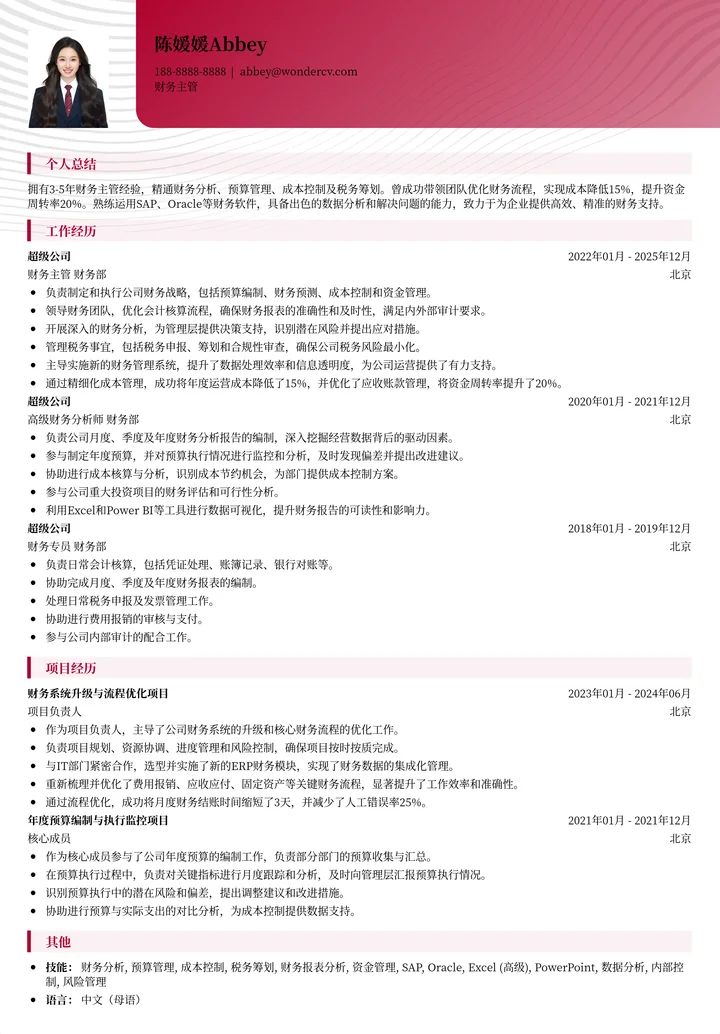 陈媛媛Abbey
188-8888-8888 | abbey@wondercv.com
财务主管
个人总结
拥有3-5年财务主管经验，精通财务分析、预算管理、成本控制及税务筹划。曾成功带领团队优化财务流程，实现成本降低15%，提升资金
周转率20%。熟练运用SAP、Oracle等财务软件，具备出色的数据分析和解决问题的能力，致力于为企业提供高效、精准的财务支持。
工作经历
超级公司 2022年01月 - 2025年12月
财务主管 财务部 北京
• 负责制定和执行公司财务战略，包括预算编制、财务预测、成本控制和资金管理。
• 领导财务团队，优化会计核算流程，确保财务报表的准确性和及时性，满足内外部审计要求。
• 开展深入的财务分析，为管理层提供决策支持，识别潜在风险并提出应对措施。
• 管理税务事宜，包括税务申报、筹划和合规性审查，确保公司税务风险最小化。
• 主导实施新的财务管理系统，提升了数据处理效率和信息透明度，为公司运营提供了有力支持。
• 通过精细化成本管理，成功将年度运营成本降低了15%，并优化了应收账款管理，将资金周转率提升了20%。
超级公司 2020年01月 - 2021年12月
高级财务分析师 财务部 北京
• 负责公司月度、季度及年度财务分析报告的编制，深入挖掘经营数据背后的驱动因素。
• 参与制定年度预算，并对预算执行情况进行监控和分析，及时发现偏差并提出改进建议。
• 协助进行成本核算与分析，识别成本节约机会，为部门提供成本控制方案。
• 参与公司重大投资项目的财务评估和可行性分析。
• 利用Excel和Power BI等工具进行数据可视化，提升财务报告的可读性和影响力。
超级公司 2018年01月 - 2019年12月
财务专员 财务部 北京
• 负责日常会计核算，包括凭证处理、账簿记录、银行对账等。
• 协助完成月度、季度及年度财务报表的编制。
• 处理日常税务申报及发票管理工作。
• 协助进行费用报销的审核与支付。
• 参与公司内部审计的配合工作。
项目经历
财务系统升级与流程优化项目 2023年01月 - 2024年06月
项目负责人 北京
• 作为项目负责人，主导了公司财务系统的升级和核心财务流程的优化工作。
• 负责项目规划、资源协调、进度管理和风险控制，确保项目按时按质完成。
• 与IT部门紧密合作，选型并实施了新的ERP财务模块，实现了财务数据的集成化管理。
• 重新梳理并优化了费用报销、应收应付、固定资产等关键财务流程，显著提升了工作效率和准确性。
• 通过流程优化，成功将月度财务结账时间缩短了3天，并减少了人工错误率25%。
年度预算编制与执行监控项目 2021年01月 - 2021年12月
核心成员 北京
• 作为核心成员参与了公司年度预算的编制工作，负责部分部门的预算收集与汇总。
• 在预算执行过程中，负责对关键指标进行月度跟踪和分析，及时向管理层汇报预算执行情况。
• 识别预算执行中的潜在风险和偏差，提出调整建议和改进措施。
• 协助进行预算与实际支出的对比分析，为成本控制提供数据支持。
其他
• 技能： 财务分析, 预算管理, 成本控制, 税务筹划, 财务报表分析, 资金管理, SAP, Oracle, Excel (高级), PowerPoint, 数据分析, 内部控
制, 风险管理
• 语言： 中文（母语）